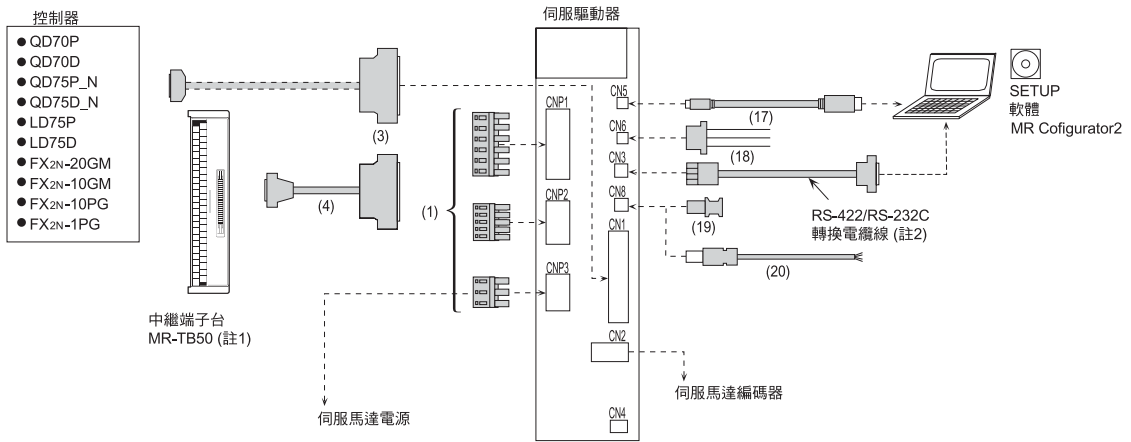 控制器
● QD70P
● QD70D
● QD75P_N
● QD75D_N
● LD75P
● LD75D
● FX2N-20GM
● FX2N-10GM
● FX2N-10PG
● FX2N-1PG
中繼端子台
MR-TB50 (註1)
(3)
(4)
(1)
伺服馬達電源
伺服驅動器
CNP1
CNP2
CNP3
CN5
CN6
CN3
CN8
CN1
CN2
CN4
(17)
(18)
(19)
(20)
RS-422/RS-232C
轉換電纜線 (註2)
伺服馬達編碼器
SETUP
軟體
MR Cofigurator2